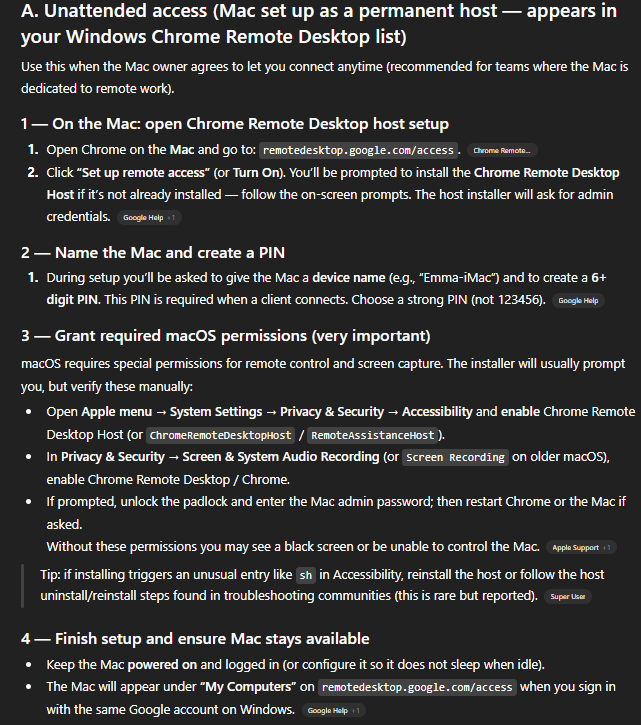 A. Unattended access (Mac set up as a permanent host — appears in
your Windows Chrome Remote Desktop list)
Use this when the Mac owner agrees to let you connect anytime (recommended for teams where the Mac is
dedicated to remote work).
1 — On the Mac: open Chrome Remote Desktop host setup
1. Open Chrome on the Mac and go to: remotedesktop.google.com/access . Chrome Remote...
2. Click “Set up remote access” (or Turn On). You’ll be prompted to install the Chrome Remote Desktop
Host if it’s not already installed — follow the on-screen prompts. The host installer will ask for admin
credentials. Google Help +1
2 — Name the Mac and create a PIN
1. During setup you’ll be asked to give the Mac a device name (e.g., “Emma-iMac”) and to create a 6+
digit PIN. This PIN is required when a client connects. Choose a strong PIN (not 123456). Google Help
3 — Grant required macOS permissions (very important)
macOS requires special permissions for remote control and screen capture. The installer will usually prompt
you, but verify these manually:
• Open Apple menu → System Settings → Privacy & Security → Accessibility and enable Chrome Remote
Desktop Host (or ChromeRemoteDesktopHost / RemoteAssistanceHost ).
• In Privacy & Security → Screen & System Audio Recording (or Screen Recording on older macOS),
enable Chrome Remote Desktop / Chrome.
• If prompted, unlock the padlock and enter the Mac admin password; then restart Chrome or the Mac if
asked.
Without these permissions you may see a black screen or be unable to control the Mac. Apple Support +1
Tip: if installing triggers an unusual entry like sh in Accessibility, reinstall the host or follow the host
uninstall/reinstall steps found in troubleshooting communities (this is rare but reported). Super User
4 — Finish setup and ensure Mac stays available
• Keep the Mac powered on and logged in (or configure it so it does not sleep when idle).
• The Mac will appear under “My Computers” on remotedesktop.google.com/access when you sign in
with the same Google account on Windows. Google Help +1